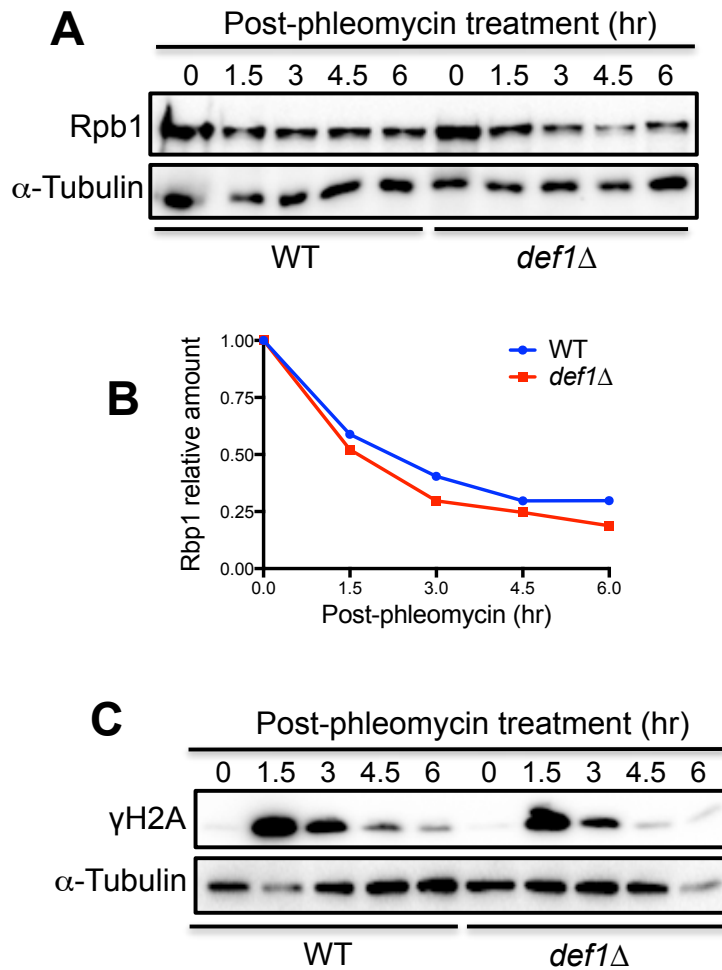 A
Post-phleomycin treatment (hr)
0 1.5 3 4.5 6 0 1.5 3 4.5 6
Rpb1
α-Tubulin
WT def1Δ
B
1.00
0.75
0.50
0.25
0.00
Rbp1 relative amount
WT
def1Δ
0.0 1.5 3.0 4.5 6.0
Post-phleomycin (hr)
C
Post-phleomycin treatment (hr)
0 1.5 3 4.5 6 0 1.5 3 4.5 6
γH2A
α-Tubulin
WT def1Δ